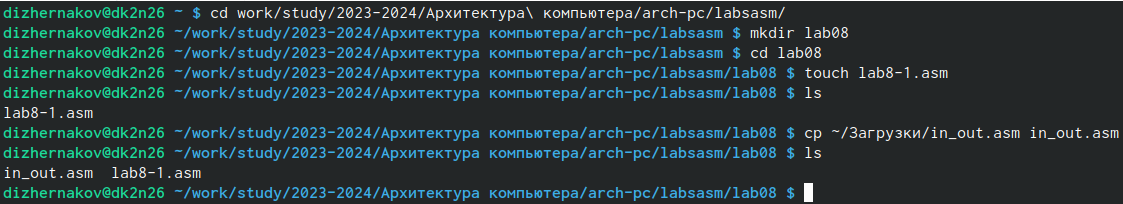 dizhernakov@dk2n26 ~ $ cd work/study/2023-2024/Архитектура\ компьютера/arch-pc/labsasm/
dizhernakov@dk2n26 ~/work/study/2023-2024/Архитектура компьютера/arch-pc/labsasm $ mkdir lab08
dizhernakov@dk2n26 ~/work/study/2023-2024/Архитектура компьютера/arch-pc/labsasm $ cd lab08
dizhernakov@dk2n26 ~/work/study/2023-2024/Архитектура компьютера/arch-pc/labsasm/lab08 $ touch lab8-1.asm
dizhernakov@dk2n26 ~/work/study/2023-2024/Архитектура компьютера/arch-pc/labsasm/lab08 $ ls
lab8-1.asm
dizhernakov@dk2n26 ~/work/study/2023-2024/Архитектура компьютера/arch-pc/labsasm/lab08 $ cp ~/Загрузки/in_out.asm in_out.asm
dizhernakov@dk2n26 ~/work/study/2023-2024/Архитектура компьютера/arch-pc/labsasm/lab08 $ ls
in_out.asm  lab8-1.asm
dizhernakov@dk2n26 ~/work/study/2023-2024/Архитектура компьютера/arch-pc/labsasm/lab08 $